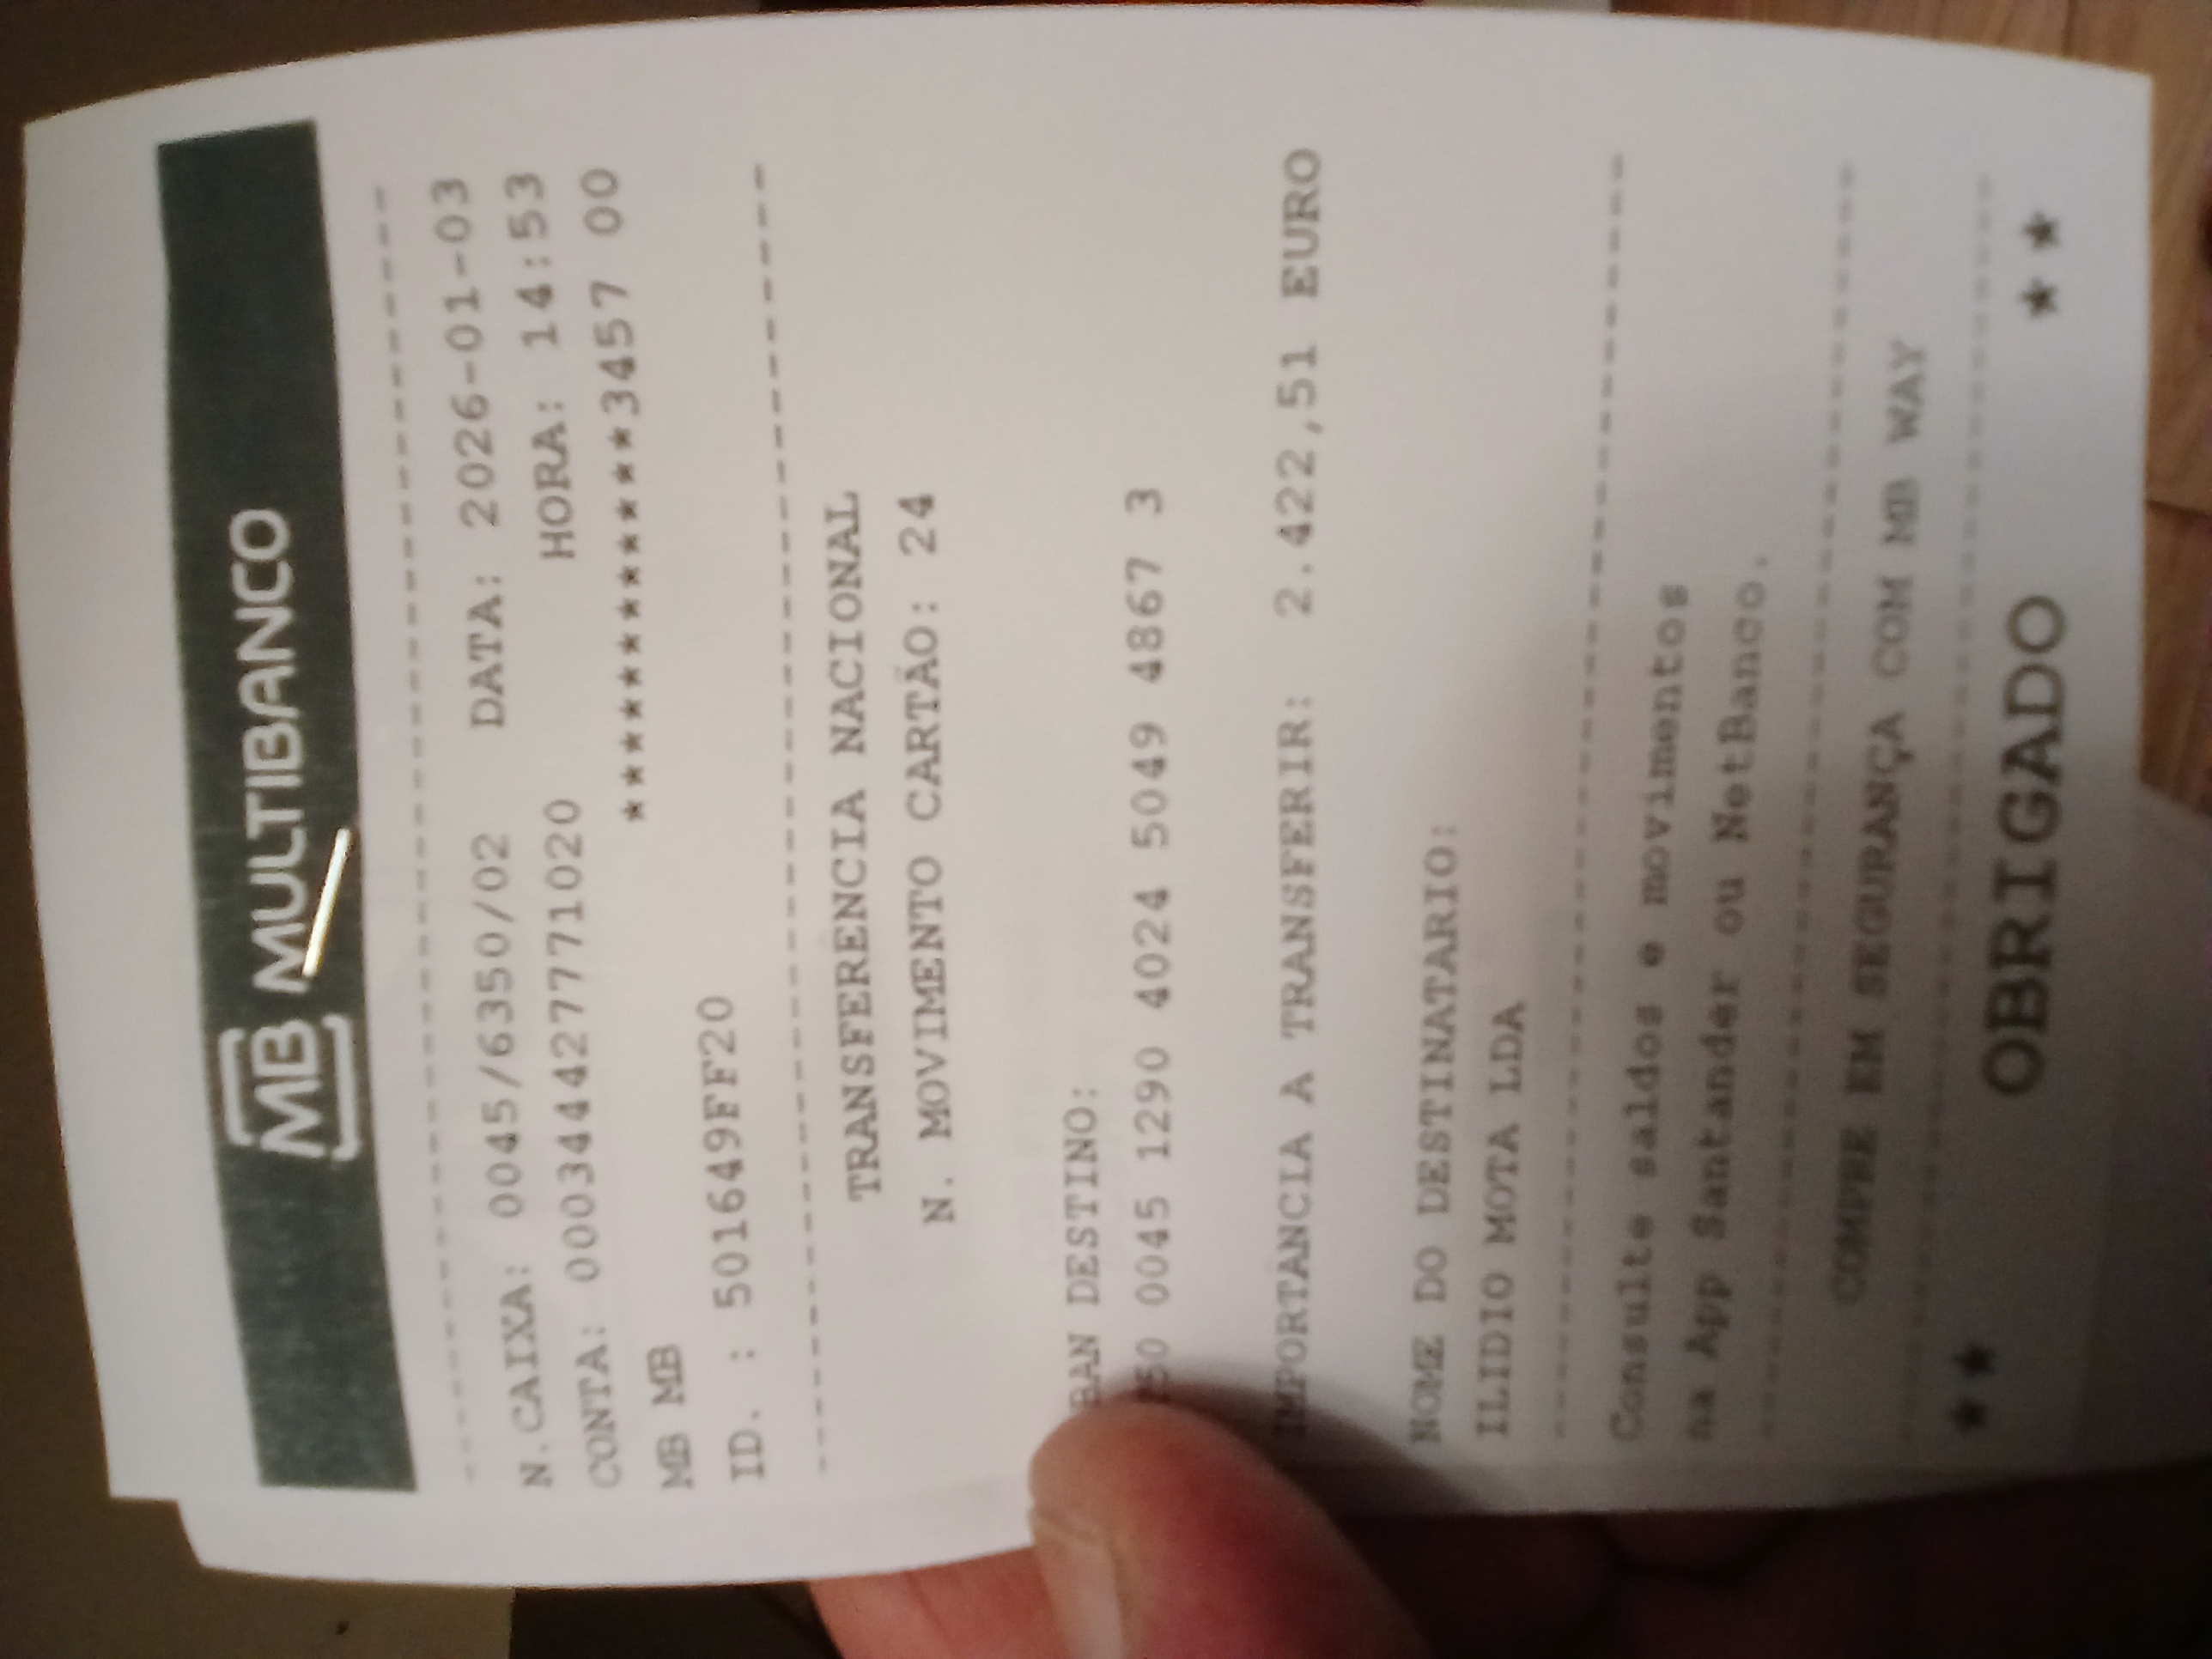 MB MULTIBANCO
N.CAIXA: 0045/6350/02 DATA: 2026-01-03
HORA: 14:53
CONTA: 0003444277771020
************3457 00
MB MB
ID. : 501649FF20
TRANSFERENCIA NACIONAL
N. MOVIMENTO CARTÃO: 24
BAN DESTINO:
50 0045 1290 4024 5049 4867 3
IMPORTANCIA A TRANSFERIR: 2.422,51 EURO
NOME DO DESTINATARIO:
ILIDIO MOTA LDA
Consulte saldos e movimentos
na App Santander ou NetBanco.
COMPRE EM SEGURANÇA COM MB WAY
** OBRIGADO **